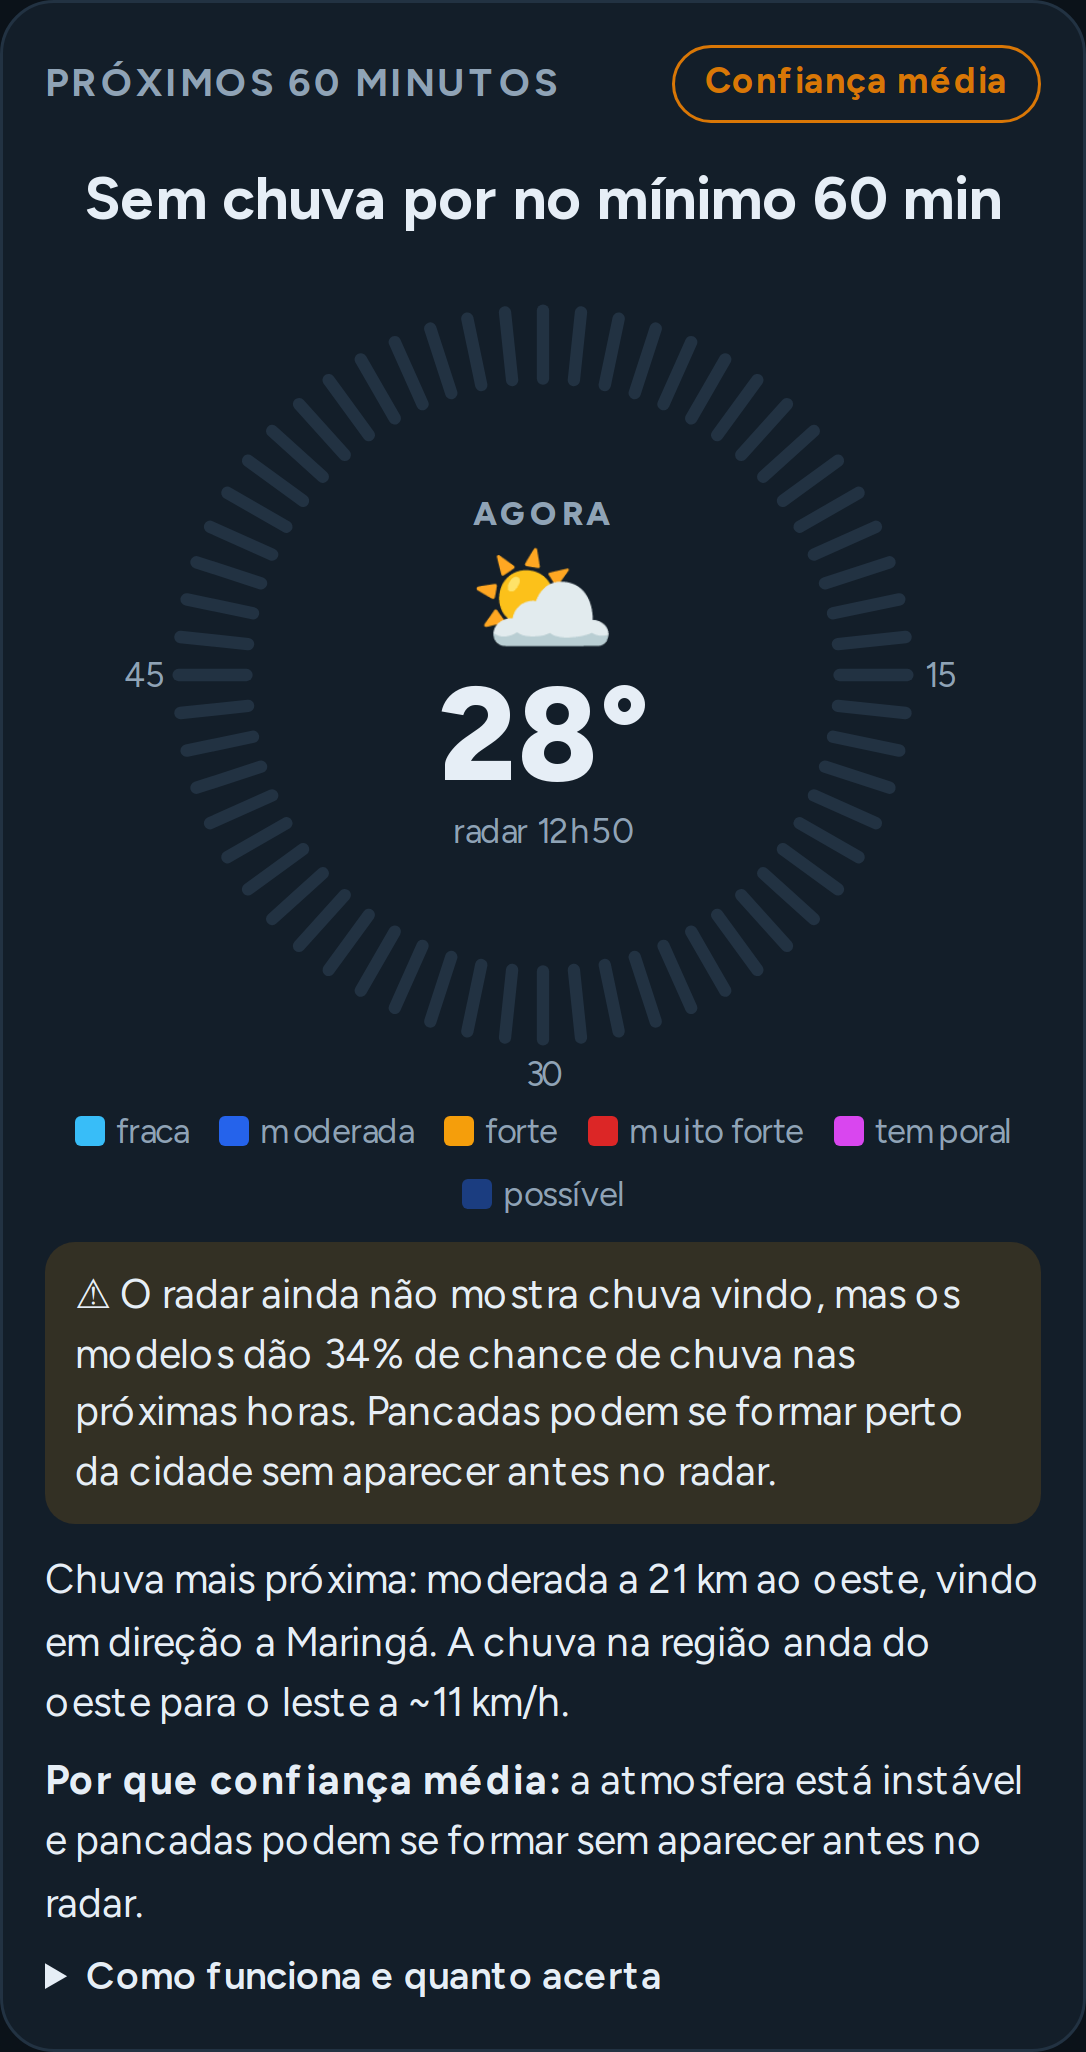 PRÓXIMOS 60 MINUTOS
Confiança média
Sem chuva por no mínimo 60 min
AGORA
28°
radar 12h50
45
15
30
fraca moderada forte muito forte temporal
possível
⚠ O radar ainda não mostra chuva vindo, mas os
modelos dão 34% de chance de chuva nas
próximas horas. Pancadas podem se formar perto
da cidade sem aparecer antes no radar.
Chuva mais próxima: moderada a 21 km ao oeste, vindo
em direção a Maringá. A chuva na região anda do
oeste para o leste a ~11 km/h.
Por que confiança média: a atmosfera está instável
e pancadas podem se formar sem aparecer antes no
radar.
▶ Como funciona e quanto acerta